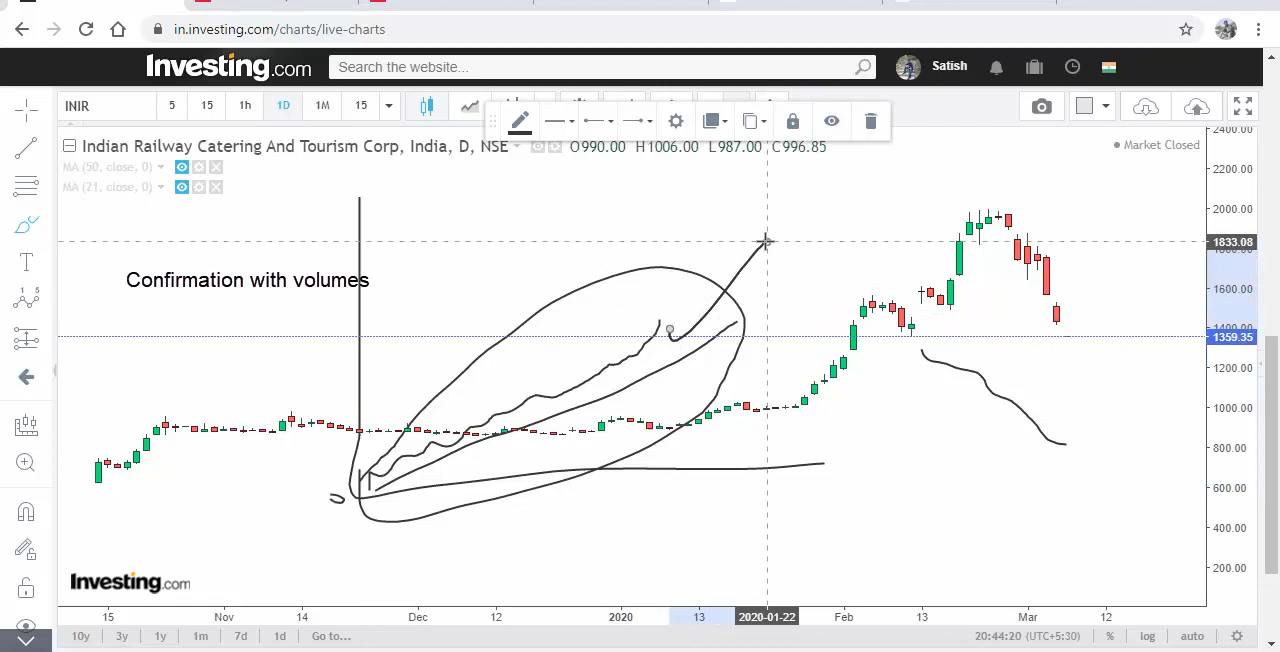 in.investing.com/charts/live-charts
Investing.com
Search the website...
Satish
INIR
5 15 1h 1D 1M 15
Indian Railway Catering And Tourism Corp, India, D, NSE
O990.00 H1006.00 L987.00 C996.85
Market Closed
MA (50, close, 0)
MA (21, close, 0)
Confirmation with volumes
T
2400.00
2200.00
2000.00
1833.08
1800.00
1600.00
1400.00
1359.35
1200.00
1000.00
800.00
600.00
400.00
200.00
Investing.com
15 Nov 14 Dec 12 2020 13 2020-01-22 Feb 13 Mar 12
10y 3y 1y 1m 7d 1d Go to...
20:44:20 (UTC+5:30) % log auto